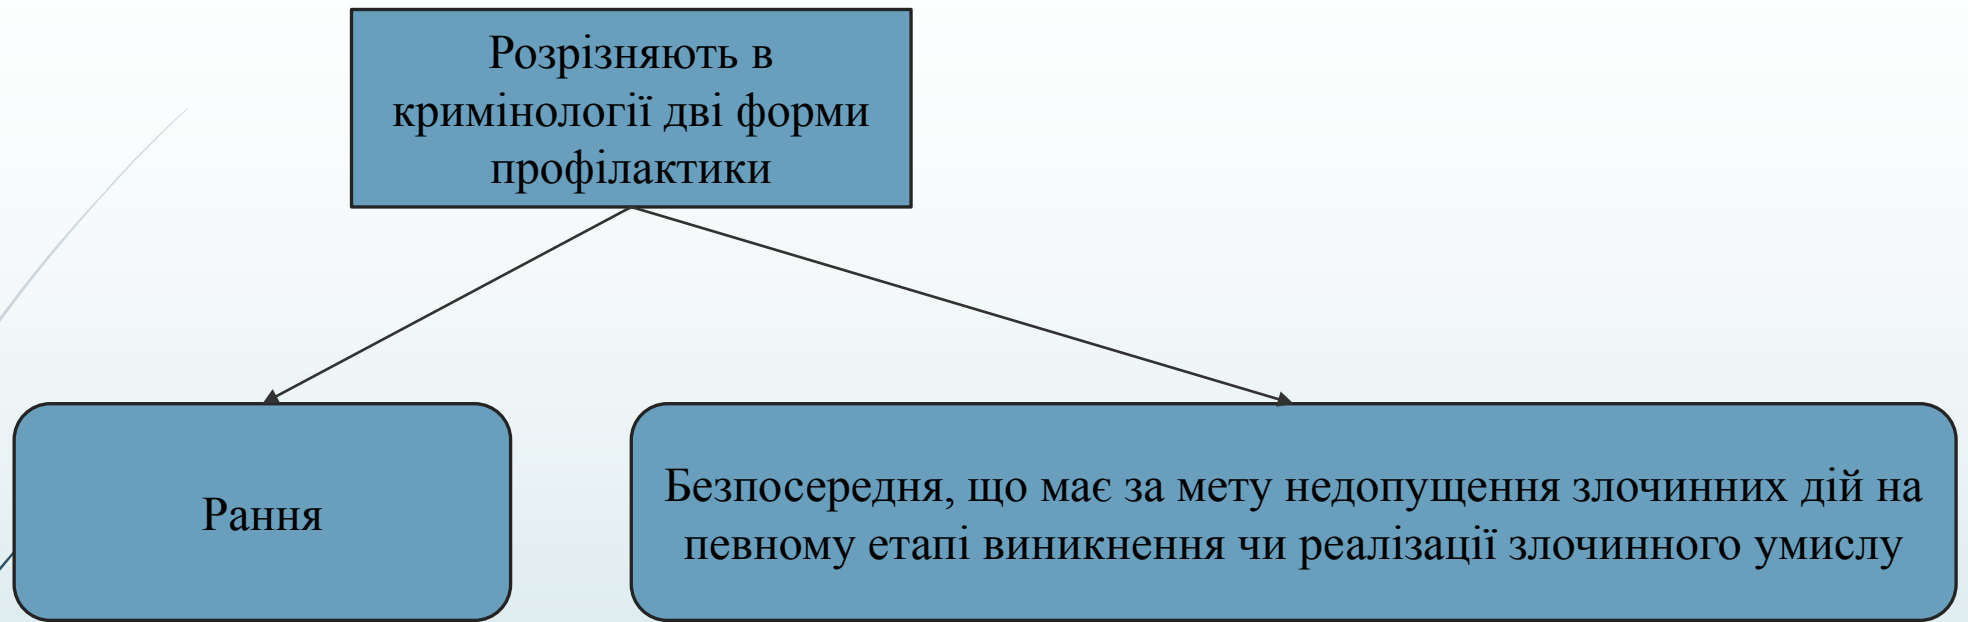 Розрізняють в
кримінології дві форми
профілактики
Рання
Безпосередня, що має за мету недопущення злочинних дій на
певному етапі виникнення чи реалізації злочинного умислу